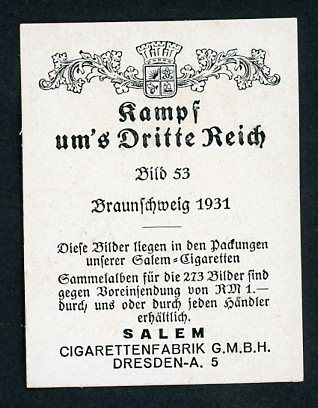 Kampf
um's Dritte Reich
Bild 53
Braunschweig 1931
Diese Bilder liegen in den Packungen
unserer Salem-Cigaretten
Sammelalben für die 273 Bilder sind
gegen Voreinsendung von RM 1.—
durch uns oder durch jeden Händler
erhältlich.
SALEM
CIGARETTENFABRIK G.M.B.H.
DRESDEN-A. 5